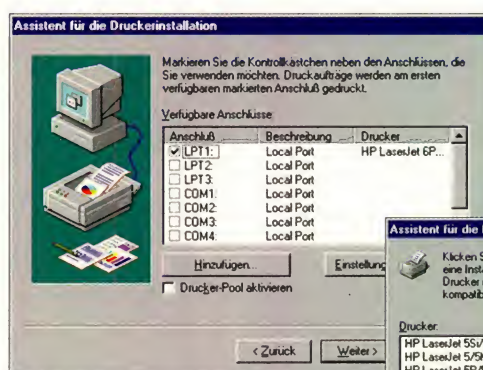 Assistent für die Druckerinstallation
Markieren Sie die Kontrollkästchen neben den Anschlüssen, die
Sie verwenden möchten. Druckaufträge werden am ersten
verfügbaren markierten Anschluß gedruckt.
Verfügbare Anschlüsse:
Anschluß Beschreibung Drucker
LPT1: Local Port HP LaserJet 6P...
LPT2: Local Port
LPT3: Local Port
COM1: Local Port
COM2: Local Port
COM3: Local Port
COM4: Local Port
Hinzufügen... Einstellung
Drucker-Pool aktivieren
< Zurück Weiter >
Assistent für die
Klicken S
eine Inst
Drucker
kompatib
Drucker:
HP LaserJet 5Si/
HP LaserJet 5/5